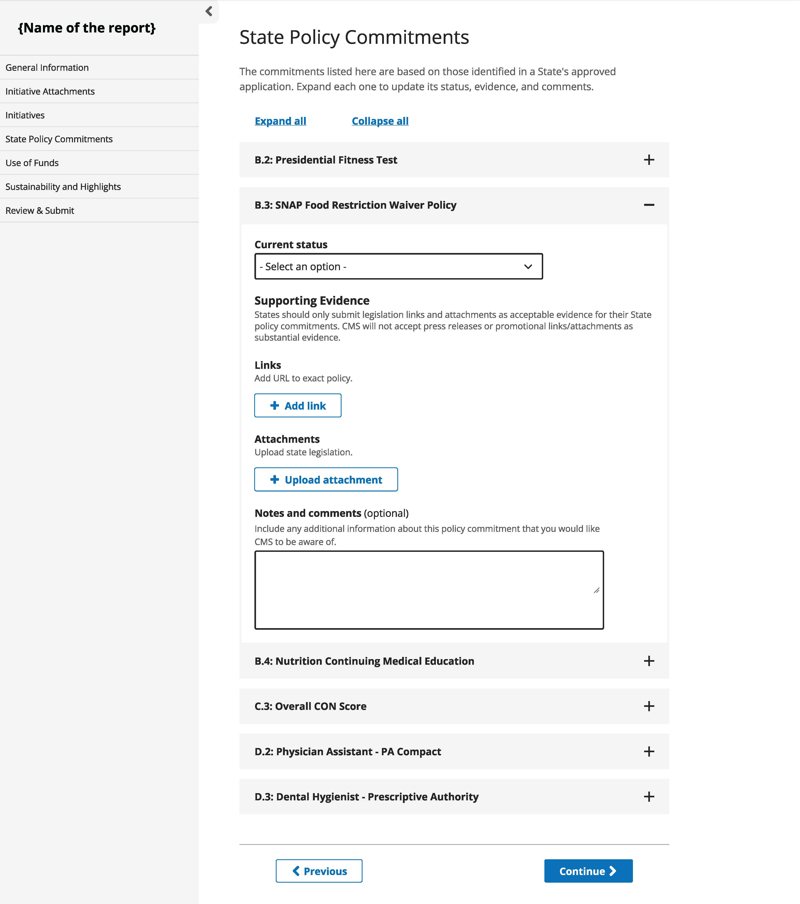 {Name of the report}
General Information
Initiative Attachments
Initiatives
State Policy Commitments
Use of Funds
Sustainability and Highlights
Review & Submit
State Policy Commitments
The commitments listed here are based on those identified in a State's approved
application. Expand each one to update its status, evidence, and comments.
Expand all Collapse all
B.2: Presidential Fitness Test
B.3: SNAP Food Restriction Waiver Policy
Current status
- Select an option -
Supporting Evidence
States should only submit legislation links and attachments as acceptable evidence for their State
policy commitments. CMS will not accept press releases or promotional links/attachments as
substantial evidence.
Links
Add URL to exact policy.
+ Add link
Attachments
Upload state legislation.
+ Upload attachment
Notes and comments (optional)
Include any additional information about this policy commitment that you would like
CMS to be aware of.
B.4: Nutrition Continuing Medical Education
C.3: Overall CON Score
D.2: Physician Assistant - PA Compact
D.3: Dental Hygienist - Prescriptive Authority
Previous
Continue